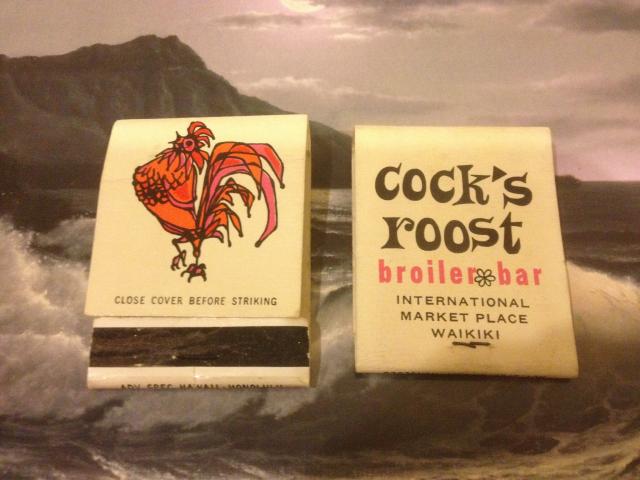 CLOSE COVER BEFORE STRIKING
cock's
roost
broiler bar
INTERNATIONAL
MARKET PLACE
WAIKIKI